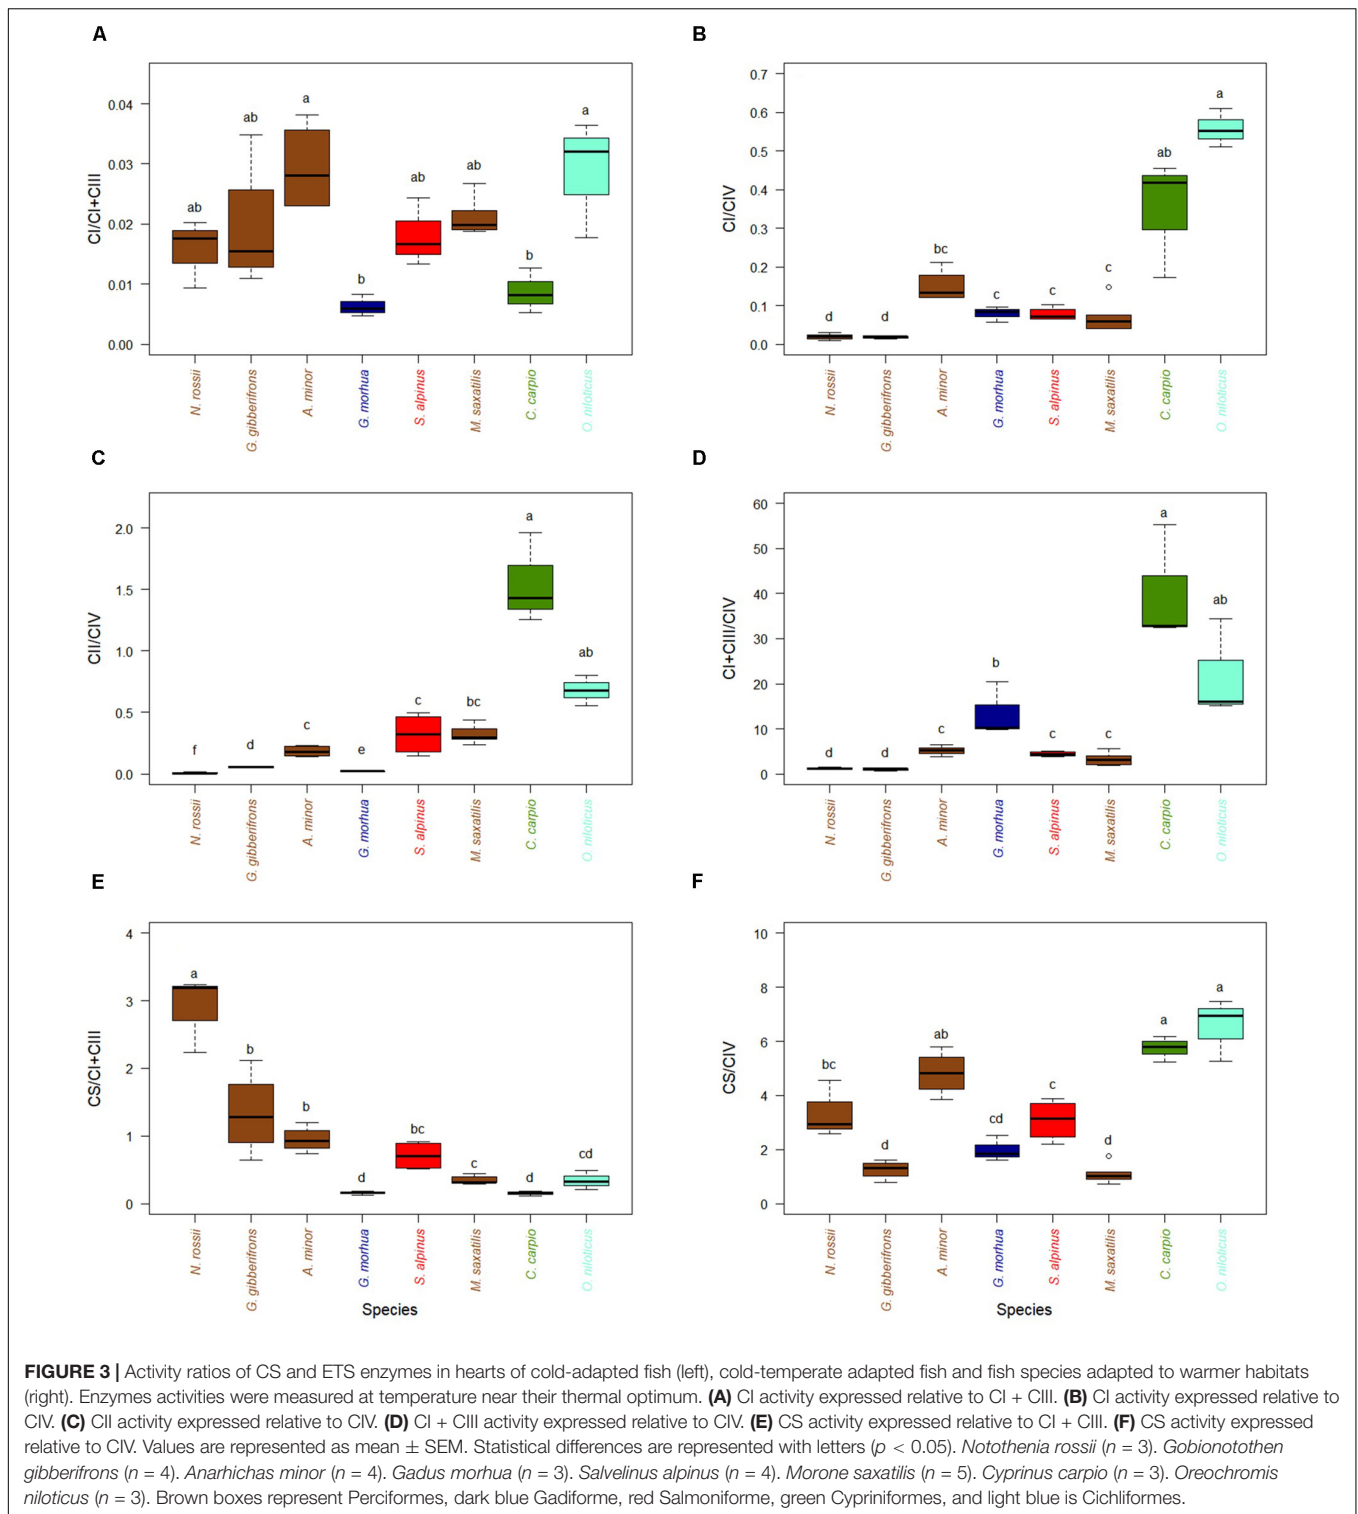 A
CI/CI+CIII
0.04
0.03
0.02
0.01
0.00
ab
ab
a
b
ab
ab
b
a
N. rossii
G. gibberifrons
A. minor
G. morhua
S. alpinus
M. saxatilis
C. carpio
O. niloticus
B
CI/CIV
0.7
0.6
0.5
0.4
0.3
0.2
0.1
0.0
d
d
bc
c
c
c
ab
a
N. rossii
G. gibberifrons
A. minor
G. morhua
S. alpinus
M. saxatilis
C. carpio
O. niloticus
C
CII/CIV
2.0
1.5
1.0
0.5
0.0
f
d
c
e
c
bc
a
ab
N. rossii
G. gibberifrons
A. minor
G. morhua
S. alpinus
M. saxatilis
C. carpio
O. niloticus
D
CI+CIII/CIV
60
50
40
30
20
10
0
d
d
c
b
c
c
a
ab
N. rossii
G. gibberifrons
A. minor
G. morhua
S. alpinus
M. saxatilis
C. carpio
O. niloticus
E
CS/CI+CIII
4
3
2
1
0
a
b
b
d
bc
c
d
cd
N. rossii
G. gibberifrons
A. minor
G. morhua
S. alpinus
M. saxatilis
C. carpio
O. niloticus
Species
F
CS/CIV
10
8
6
4
2
0
bc
d
ab
cd
c
d
a
a
N. rossii
G. gibberifrons
A. minor
G. morhua
S. alpinus
M. saxatilis
C. carpio
O. niloticus
Species
FIGURE 3 | Activity ratios of CS and ETS enzymes in hearts of cold-adapted fish (left), cold-temperate adapted fish and fish species adapted to warmer habitats
(right). Enzymes activities were measured at temperature near their thermal optimum. (A) CI activity expressed relative to CI + CIII. (B) CI activity expressed relative to
CIV. (C) CII activity expressed relative to CIV. (D) CI + CIII activity expressed relative to CIV. (E) CS activity expressed relative to CI + CIII. (F) CS activity expressed
relative to CIV. Values are represented as mean ± SEM. Statistical differences are represented with letters (p < 0.05). Notothenia rossii (n = 3). Gobionotothen
gibberifrons (n = 4). Anarhichas minor (n = 4). Gadus morhua (n = 3). Salvelinus alpinus (n = 4). Morone saxatilis (n = 5). Cyprinus carpio (n = 3). Oreochromis
niloticus (n = 3). Brown boxes represent Perciformes, dark blue Gadiforme, red Salmoniforme, green Cypriniformes, and light blue is Cichliformes.